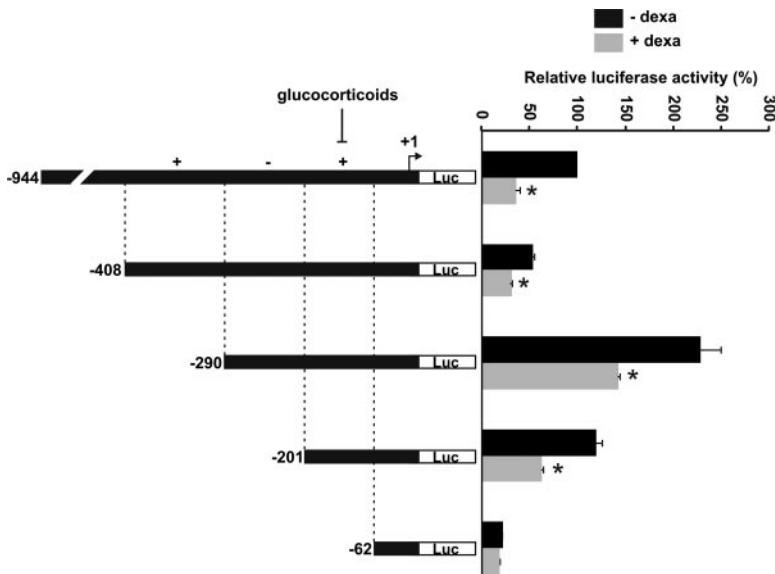 - dexa
+ dexa
Relative luciferase activity (%)
0 50 100 150 200 250 300
glucocorticoids
+1
+ - +
-944 Luc *
-408 Luc *
-290 Luc *
-201 Luc *
-62 Luc